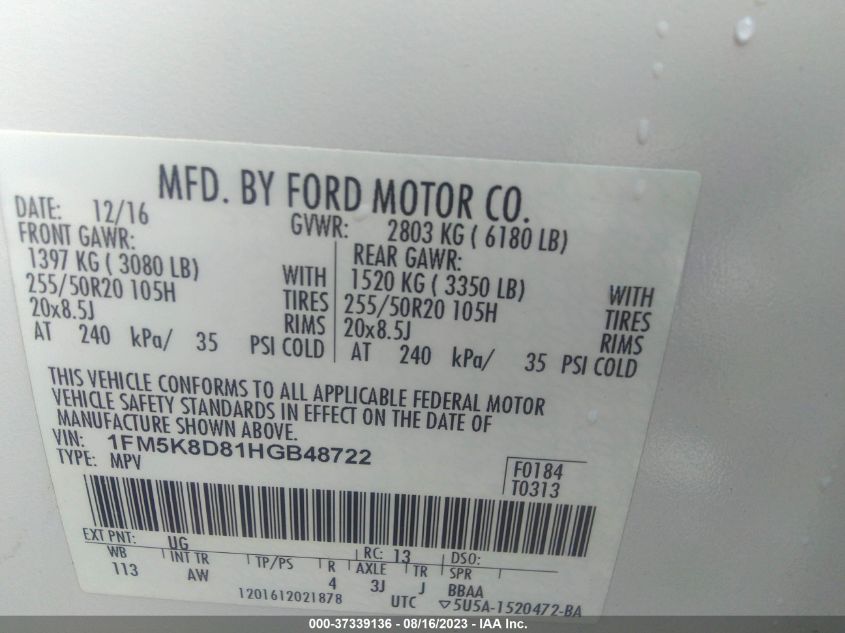 MFD. BY FORD MOTOR CO.
DATE: 12/16 GVWR: 2803 KG ( 6180 LB)
FRONT GAWR: REAR GAWR:
1397 KG ( 3080 LB) WITH 1520 KG ( 3350 LB) WITH
255/50R20 105H TIRES 255/50R20 105H TIRES
20x8.5J RIMS 20x8.5J RIMS
AT 240 kPa/ 35 PSI COLD AT 240 kPa/ 35 PSI COLD
THIS VEHICLE CONFORMS TO ALL APPLICABLE FEDERAL MOTOR
VEHICLE SAFETY STANDARDS IN EFFECT ON THE DATE OF
MANUFACTURE SHOWN ABOVE.
VIN: 1FM5K8D81HGB48722
TYPE: MPV F0184
T0313
EXT PNT: UG RC: 13 DSO:
WB INT TR TP/PS R AXLE TR SPR
113 AW 4 3J J BBAA
1201612021878 UTC ▽5U5A-1520472-BA
000-37339136 - 08/16/2023 - IAA Inc.